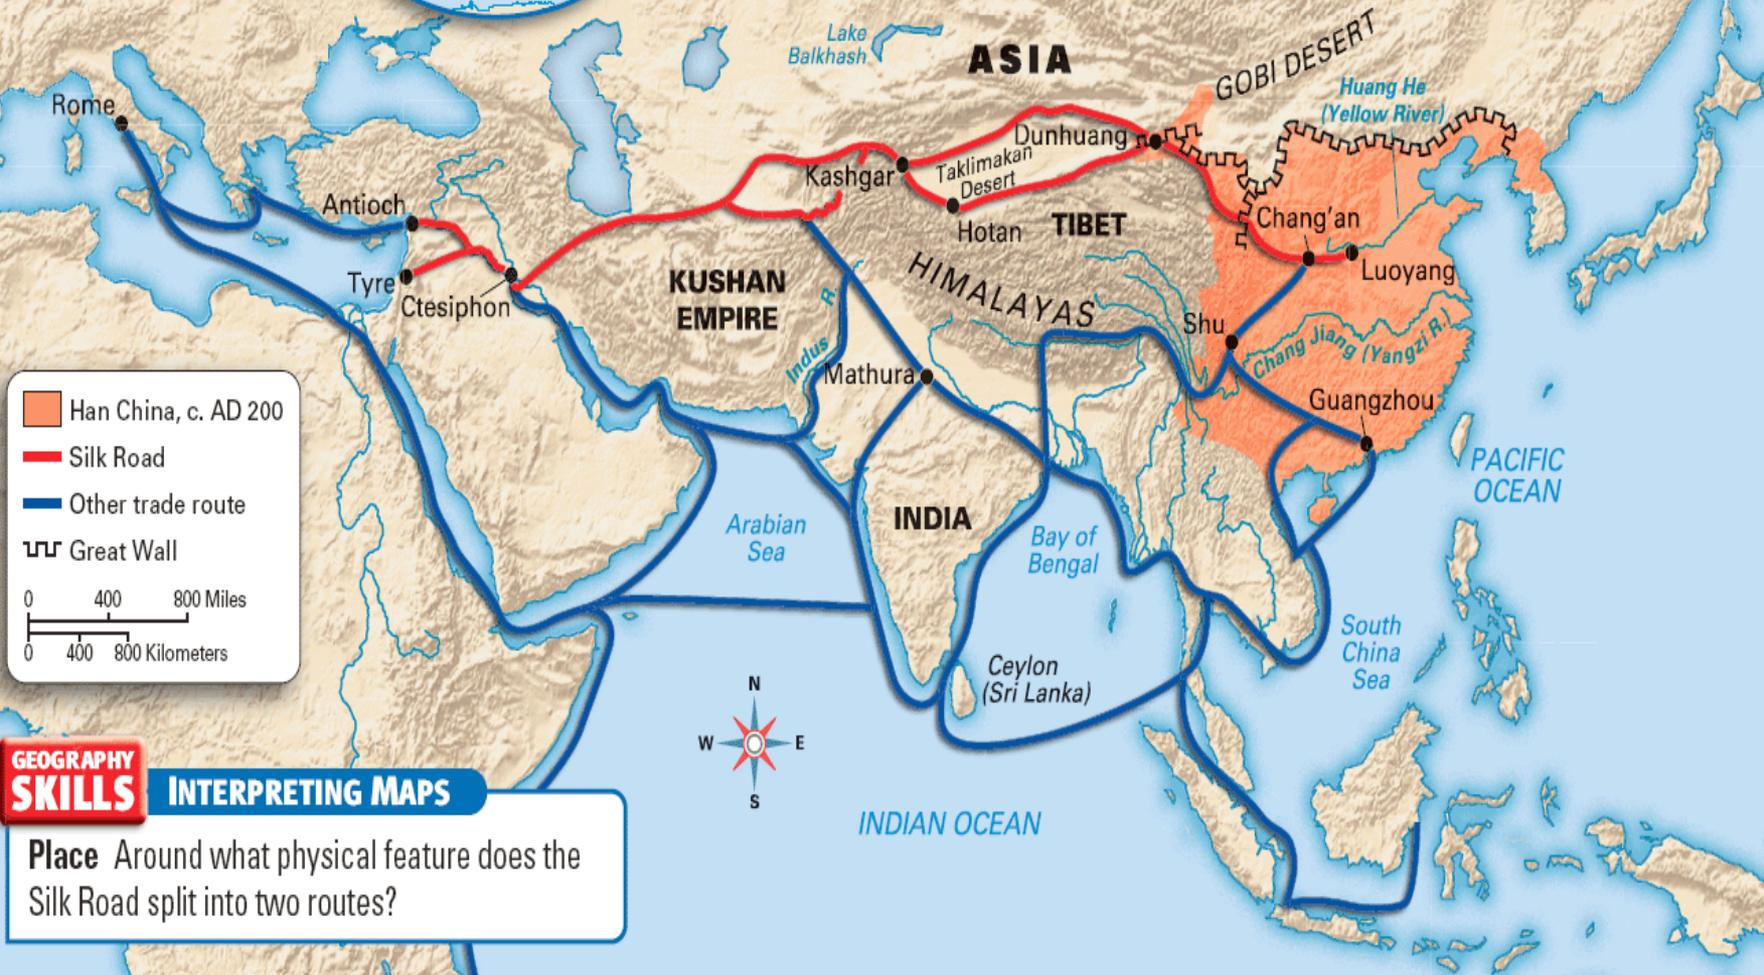 Lake
Balkhash
ASIA
GOBI DESERT
Huang He
(Yellow River)
Rome
Dunhuang
Kashgar
Taklimakan
Desert
Antioch
Hotan
TIBET
Chang'an
Tyre
Ctesiphon
KUSHAN
EMPIRE
HIMALAYAS
Luoyang
Indus R.
Shu
Chang Jiang (Yangzi R.)
Mathura
Guangzhou
Han China, c. AD 200
Silk Road
Other trade route
Great Wall
0 400 800 Miles
0 400 800 Kilometers
PACIFIC
OCEAN
Arabian
Sea
INDIA
Bay of
Bengal
South
China
Sea
Ceylon
(Sri Lanka)
N
W E
S
INDIAN OCEAN
GEOGRAPHY
SKILLS
INTERPRETING MAPS
Place Around what physical feature does the
Silk Road split into two routes?